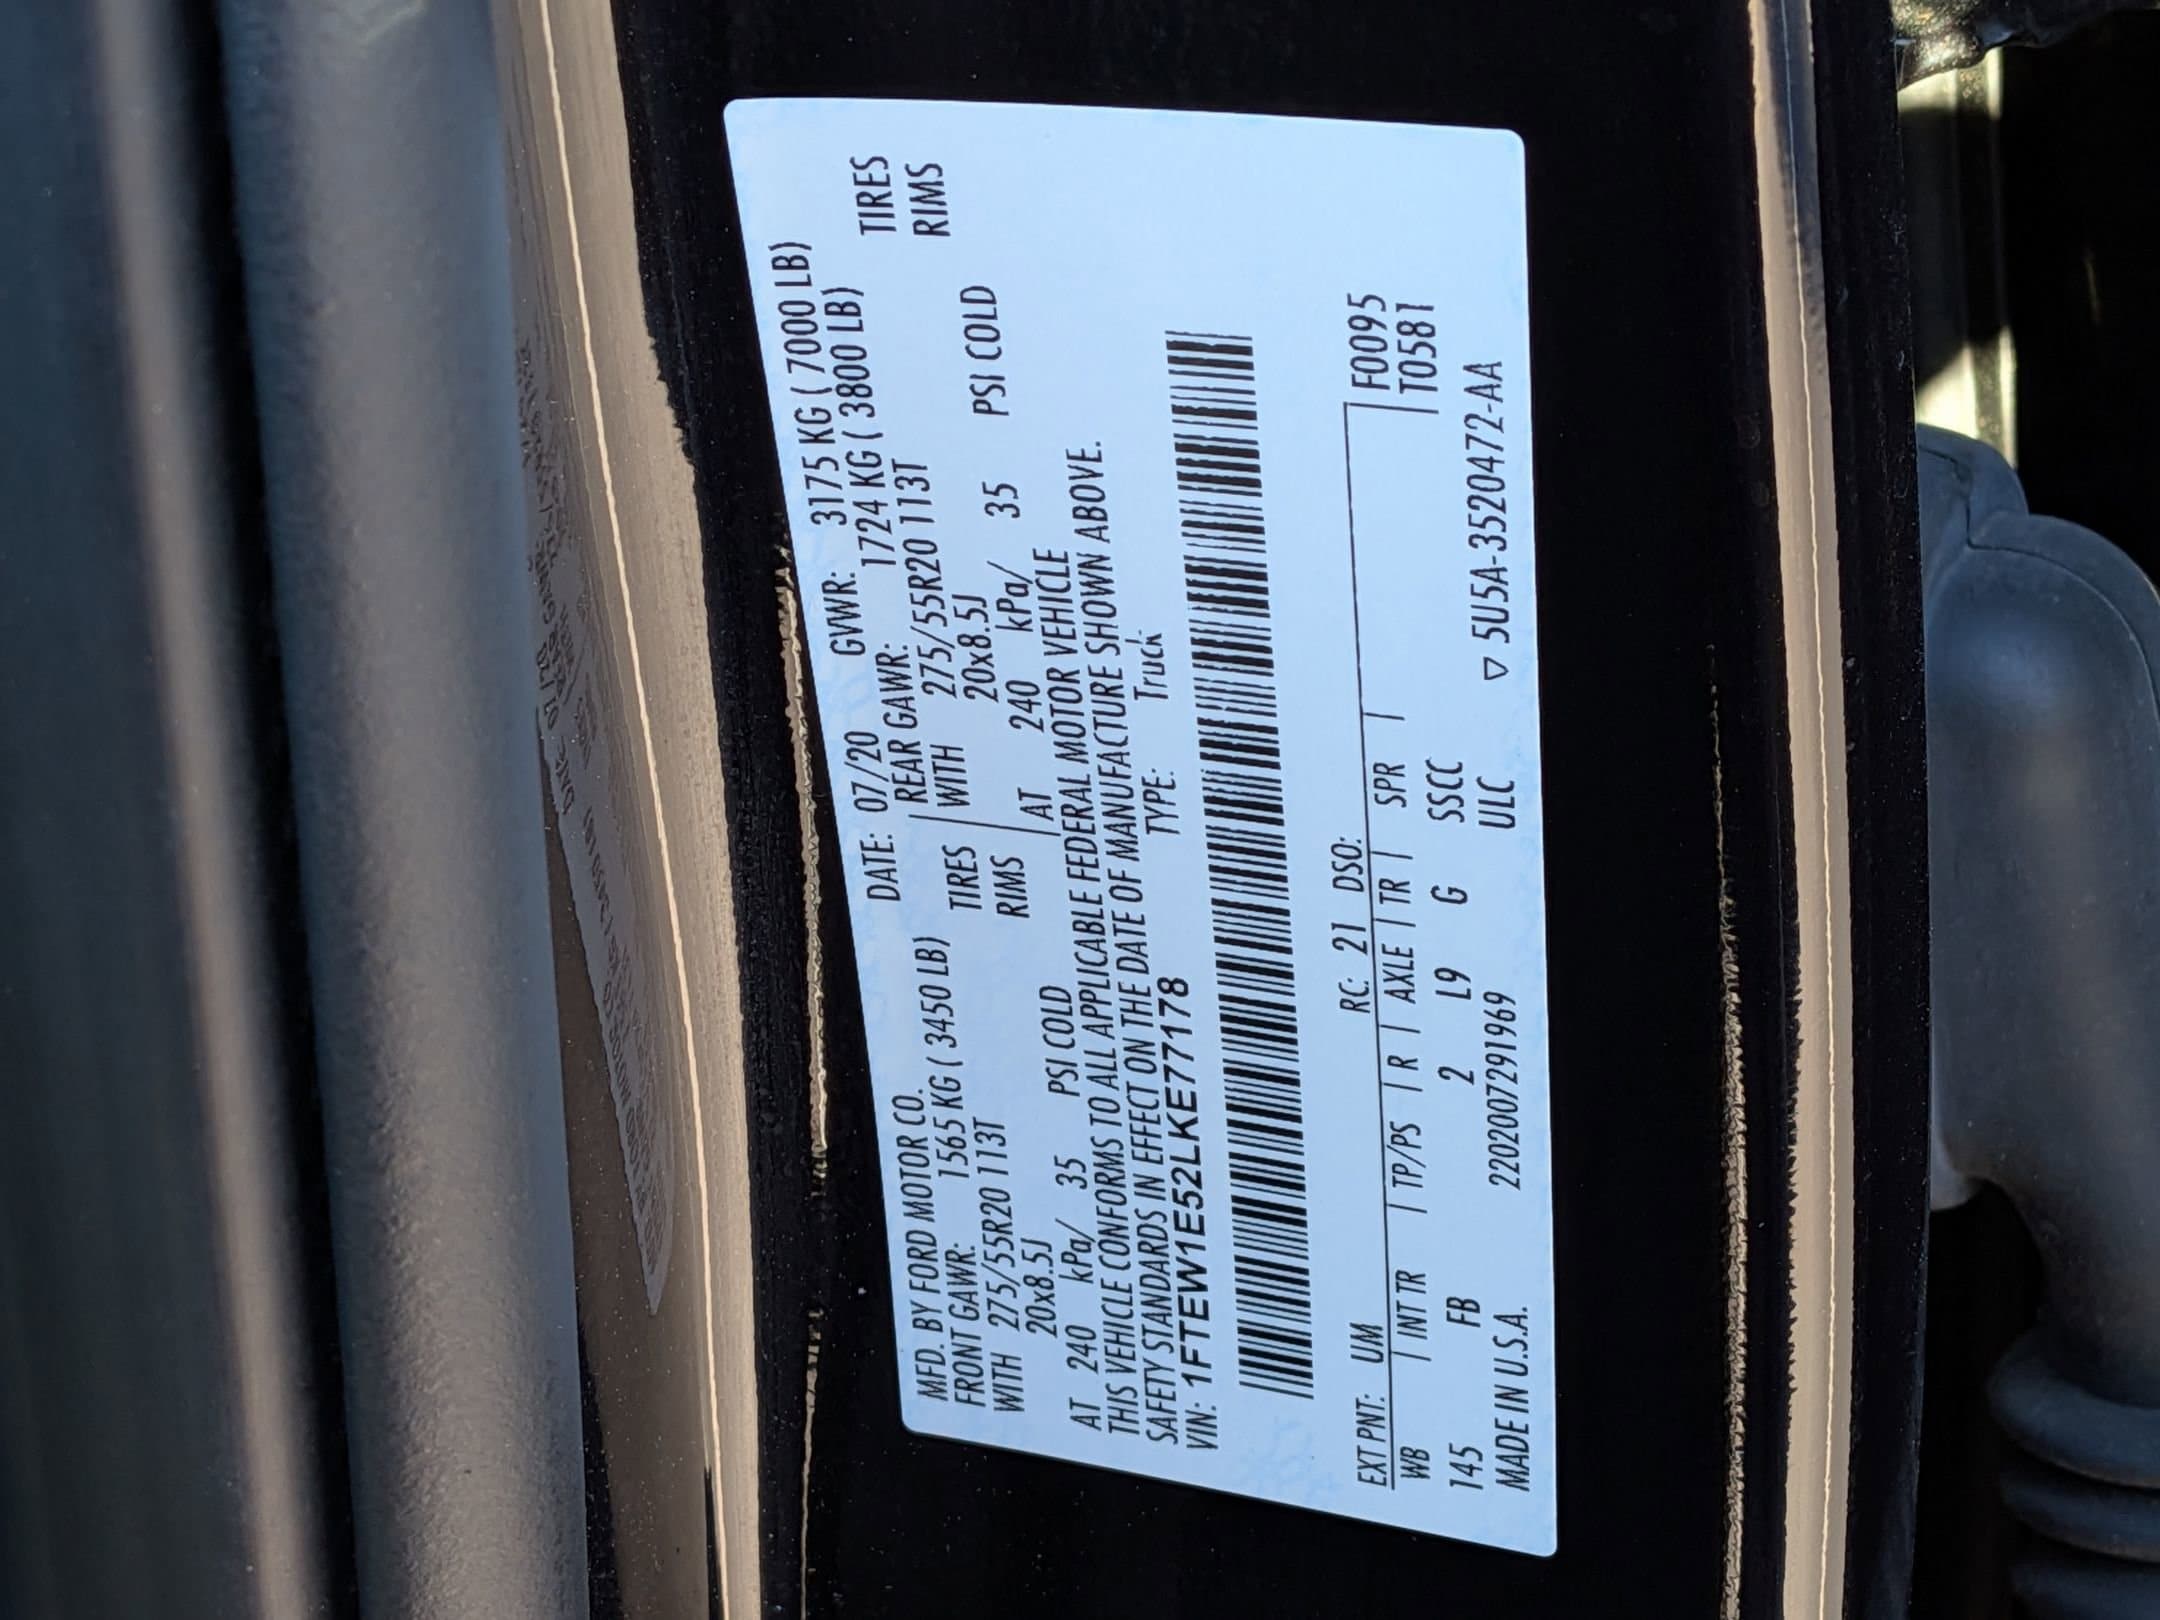 MFD. BY FORD MOTOR CO. DATE: 07/20 GVWR: 3175 KG ( 7000 LB)
FRONT GAWR: 1565 KG ( 3450 LB) REAR GAWR: 1724 KG ( 3800 LB)
WITH 275/55R20 113T TIRES WITH 275/55R20 113T TIRES
20x8.5J RIMS 20x8.5J RIMS
AT 240 kPa/ 35 PSI COLD AT 240 kPa/ 35 PSI COLD
THIS VEHICLE CONFORMS TO ALL APPLICABLE FEDERAL MOTOR VEHICLE
SAFETY STANDARDS IN EFFECT ON THE DATE OF MANUFACTURE SHOWN ABOVE.
VIN: 1FTEW1E52LKE77178 TYPE: Truck
EXT PNT: UM RC: 21 DSO: F0095
WB | INT TR | TP/PS | R | AXLE | TR | SPR | T0581
145 FB 2 L9 G SSCC
MADE IN U.S.A. 220200729 1969 ULC ▽ 5U5A-3520472-AA